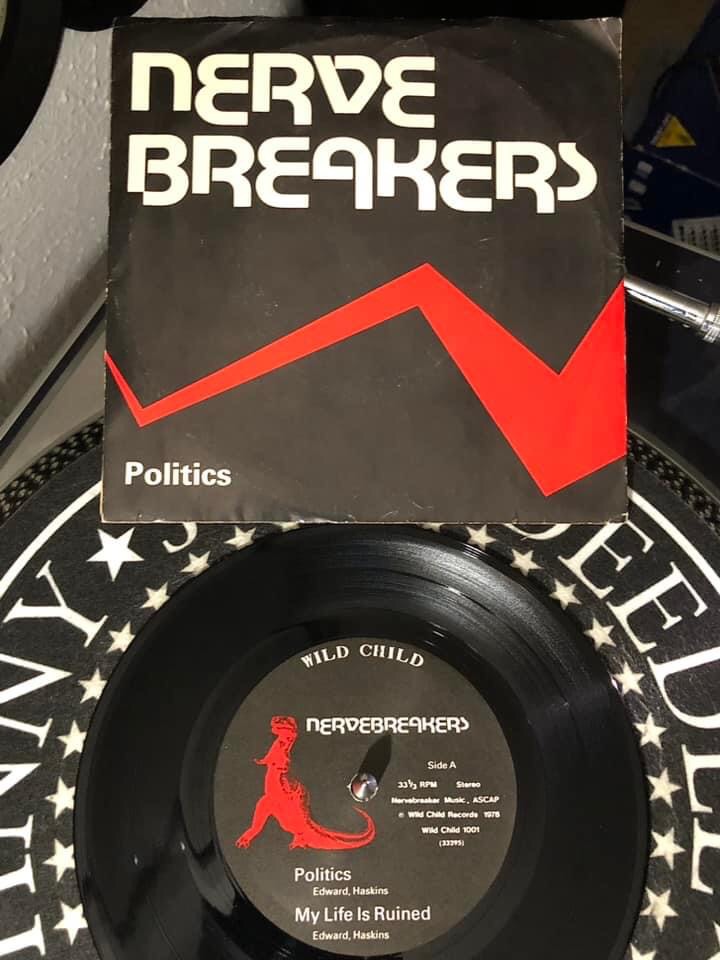 NERVE
BREAKERS
Politics
WILD CHILD
NERVEBREAKERS
Side A
33⅓ RPM Stereo
Nervebreaker Music, ASCAP
℗ Wild Child Records 1978
Wild Child 1001
(33395)
Politics
Edward, Haskins
My Life Is Ruined
Edward, Haskins